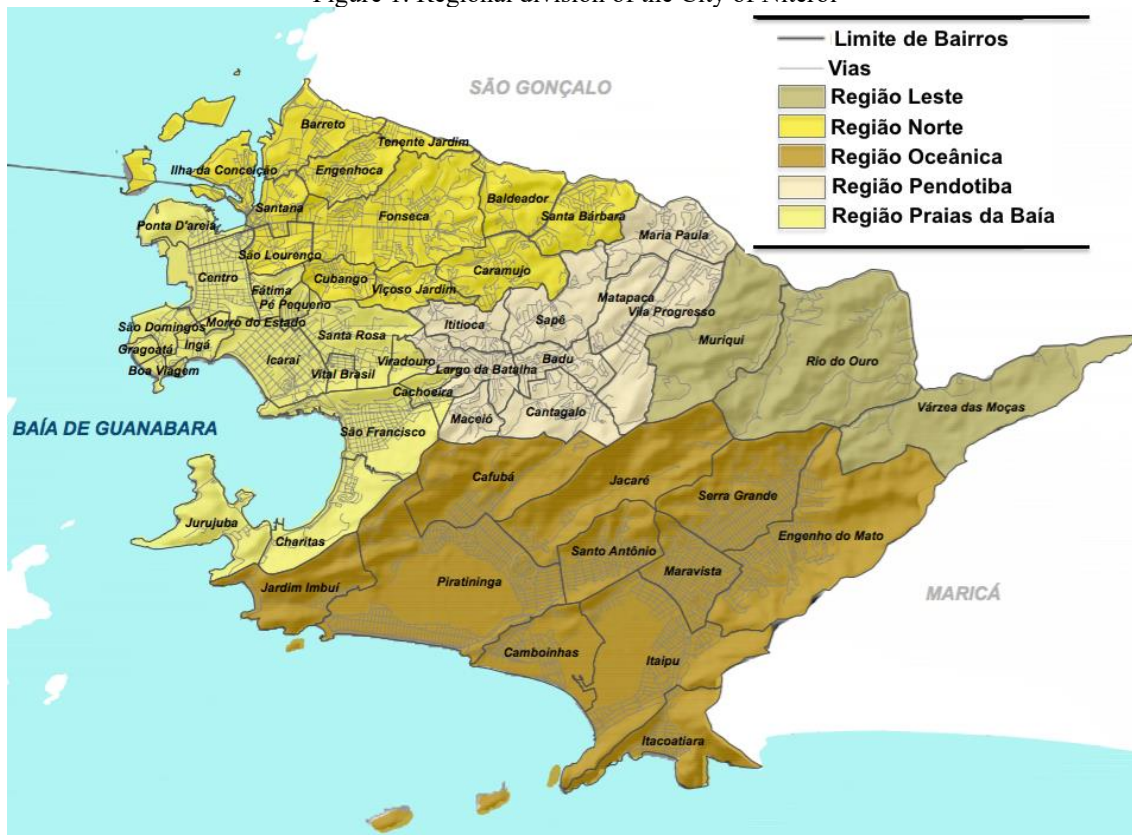 Figure 1: Regional division of the City of Niterói
Limite de Bairros
Vias
Região Leste
Região Norte
Região Oceânica
Região Pendotiba
Região Praias da Baía
SÃO GONÇALO
Barreto
Tenente Jardim
Ilha da Conceição
Engenhoca
Santana
Fonseca
Baldeador
Santa Bárbara
Ponta D'areia
Maria Paula
São Lourenço
Centro
Cubango
Caramujo
Fátima
Viçoso Jardim
Pé Pequeno
Matapaca
Vila Progresso
São Domingos
Morro do Estado
Ititioca
Sapê
Santa Rosa
Muriqui
Gragoatá
Ingá
Icaraí
Viradouro
Badu
Rio do Ouro
Boa Viagem
Vital Brasil
Largo da Batalha
Cachoeira
Várzea das Moças
Maceió
Cantagalo
BAÍA DE GUANABARA
São Francisco
Cafubá
Jacaré
Serra Grande
Jurujuba
Charitas
Engenho do Mato
Santo Antônio
Maravista
Jardim Imbuí
Piratininga
MARICÁ
Camboinhas
Itaipu
Itacoatiara